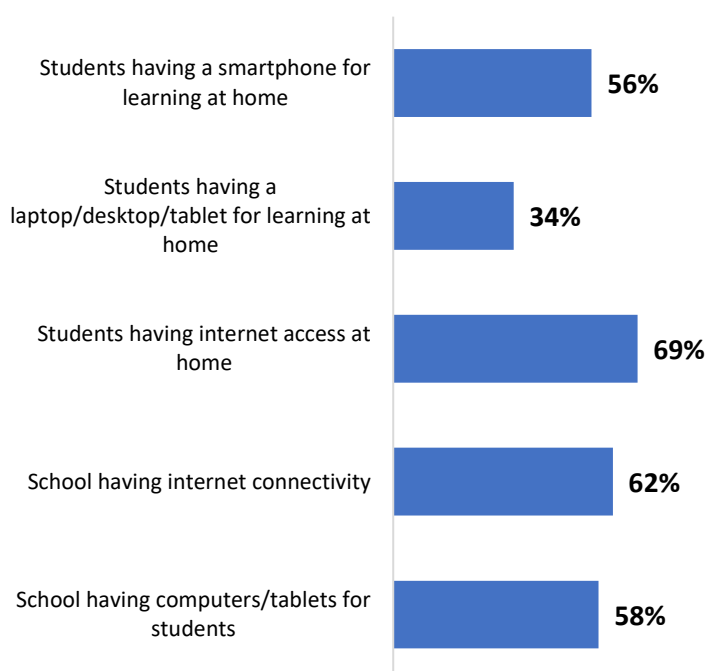 Students having a smartphone for
learning at home
56%
Students having a
laptop/desktop/tablet for learning at
home
34%
Students having internet access at
home
69%
School having internet connectivity
62%
School having computers/tablets for
students
58%